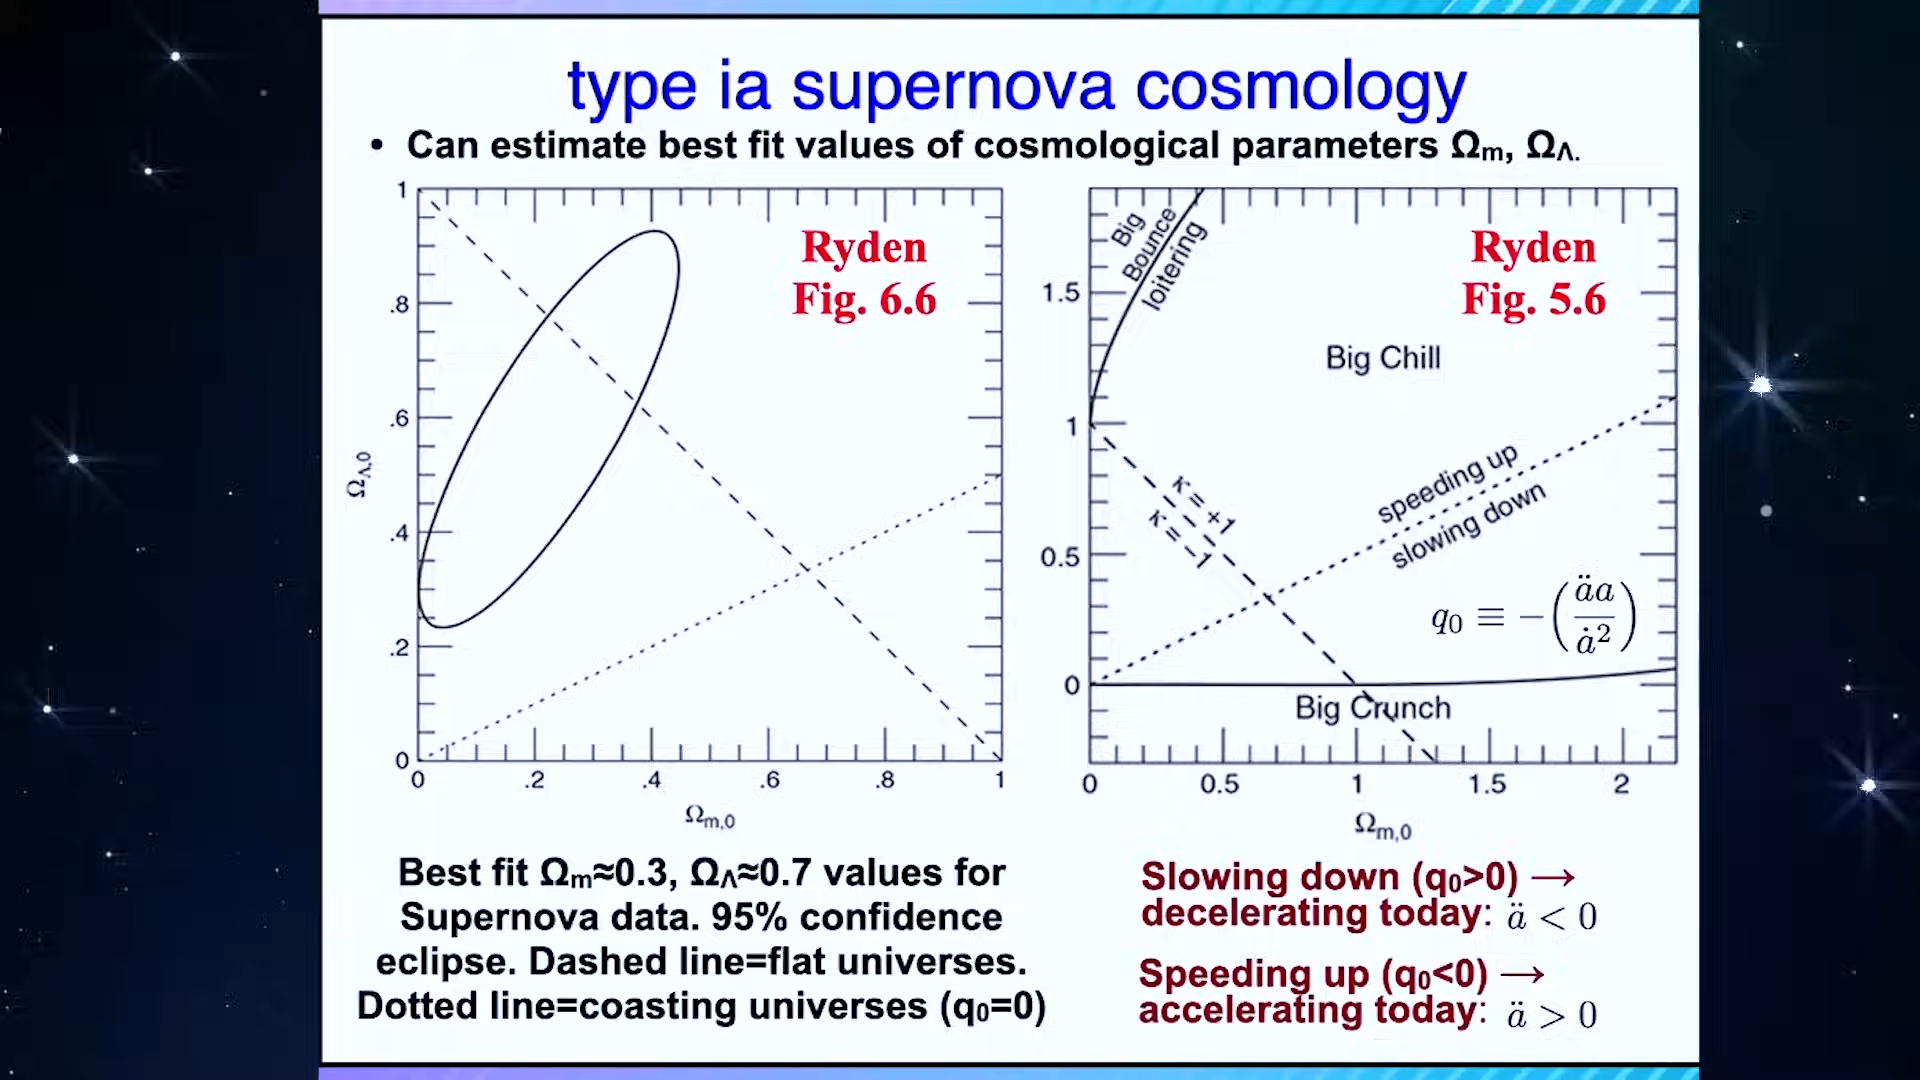 type ia supernova cosmology
• Can estimate best fit values of cosmological parameters Ωm, ΩΛ.
Ryden
Fig. 6.6
1
.8
.6
.4
.2
0
ΩΛ,0
0 .2 .4 .6 .8 1
Ωm,0
Ryden
Fig. 5.6
Big
Bounce
loitering
Big Chill
speeding up
slowing down
κ = +1
κ = -1
q₀ ≡ −(äa/ȧ²)
Big Crunch
1.5
1
0.5
0
0 0.5 1 1.5 2
Ωm,0
Best fit Ωm≈0.3, ΩΛ≈0.7 values for
Supernova data. 95% confidence
eclipse. Dashed line=flat universes.
Dotted line=coasting universes (q₀=0)
Slowing down (q₀>0) →
decelerating today: ä < 0
Speeding up (q₀<0) →
accelerating today: ä > 0